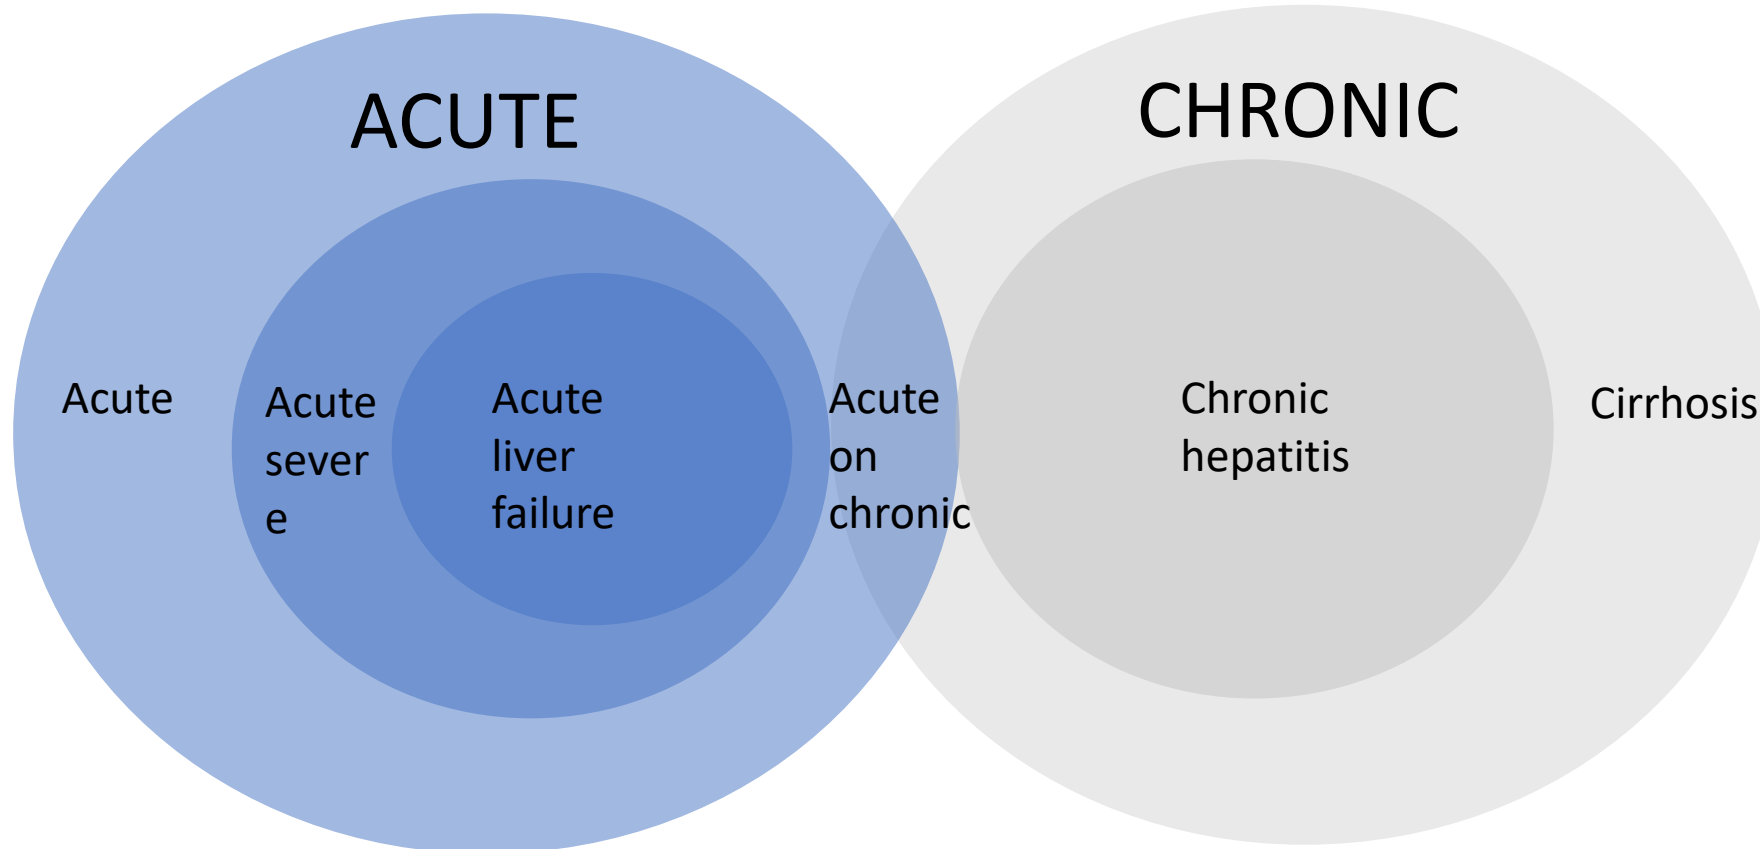 ACUTE
CHRONIC
Acute
Acute
sever
e
Acute
liver
failure
Acute
on
chronic
Chronic
hepatitis
Cirrhosis